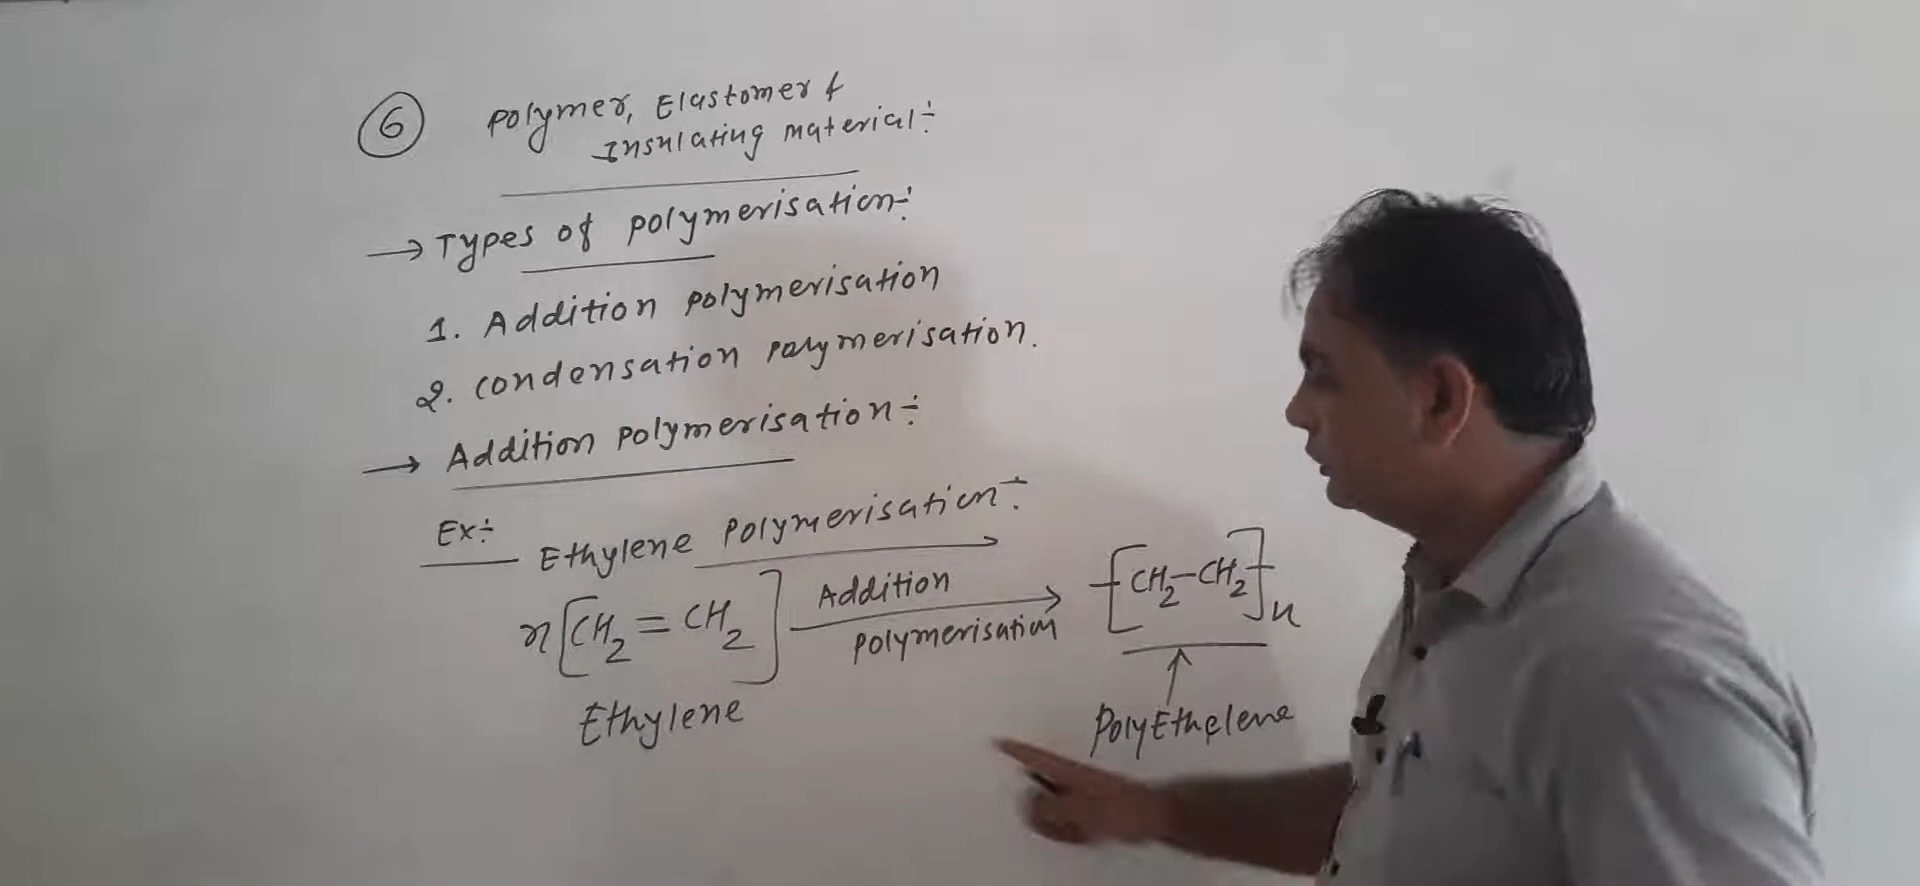 6 Polymer, Elastomer &
Insulating material:
→ Types of polymerisation:
1. Addition polymerisation
2. Condensation polymerisation.
→ Addition polymerisation:
Ex: Ethylene polymerisation:
n[CH₂=CH₂] Addition polymerisation → [CH₂-CH₂]n
Ethylene PolyEthelene